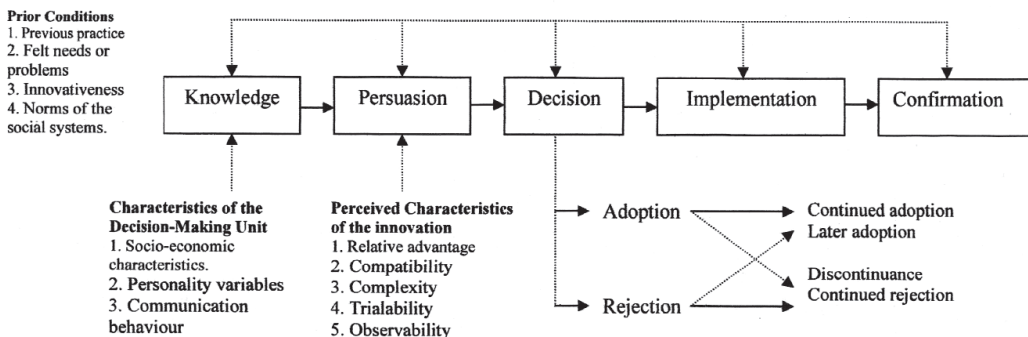 Prior Conditions
1. Previous practice
2. Felt needs or
problems
3. Innovativeness
4. Norms of the
social systems.
Knowledge
Persuasion
Decision
Implementation
Confirmation
Characteristics of the
Decision-Making Unit
1. Socio-economic
characteristics.
2. Personality variables
3. Communication
behaviour
Perceived Characteristics
of the innovation
1. Relative advantage
2. Compatibility
3. Complexity
4. Trialability
5. Observability
Adoption
Rejection
Continued adoption
Later adoption
Discontinuance
Continued rejection